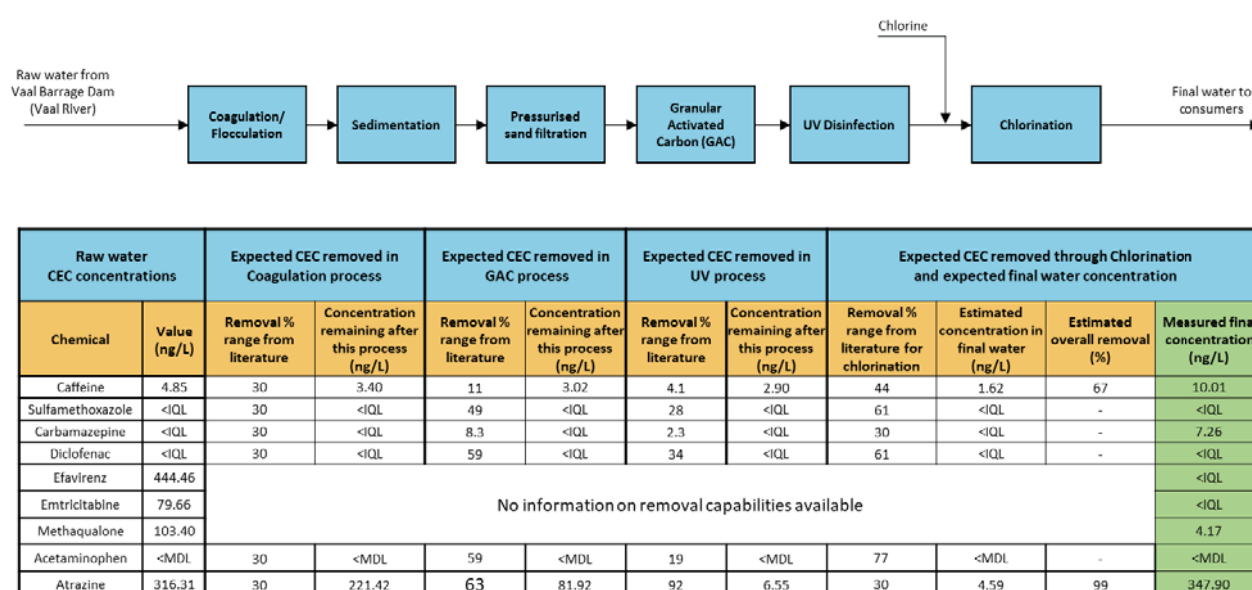 Chlorine
Raw water from
Vaal Barrage Dam
(Vaal River)
Coagulation/
Flocculation
Sedimentation
Pressurised
sand filtration
Granular
Activated
Carbon (GAC)
UV Disinfection
Chlorination
Final water to
consumers
Raw water
CEC concentrations
Expected CEC removed in
Coagulation process
Expected CEC removed in
GAC process
Expected CEC removed in
UV process
Expected CEC removed through Chlorination
and expected final water concentration
Chemical
Value
(ng/L)
Removal %
range from
literature
Concentration
remaining after
this process
(ng/L)
Removal %
range from
literature
Concentration
remaining after
this process
(ng/L)
Removal %
range from
literature
Concentration
remaining after
this process
(ng/L)
Removal %
range from
literature for
chlorination
Estimated
concentration in
final water
(ng/L)
Estimated
overall removal
(%)
Measured final
concentration
(ng/L)
Caffeine 4.85 30 3.40 11 3.02 4.1 2.90 44 1.62 67 10.01
Sulfamethoxazole <IQL 30 <IQL 49 <IQL 28 <IQL 61 <IQL - <IQL
Carbamazepine <IQL 30 <IQL 8.3 <IQL 2.3 <IQL 30 <IQL - 7.26
Diclofenac <IQL 30 <IQL 59 <IQL 34 <IQL 61 <IQL - <IQL
Efavirenz 444.46 <IQL
Emtricitabine 79.66 No information on removal capabilities available <IQL
Methaqualone 103.40 4.17
Acetaminophen <MDL 30 <MDL 59 <MDL 19 <MDL 77 <MDL - <MDL
Atrazine 316.31 30 221.42 63 81.92 92 6.55 30 4.59 99 347.90